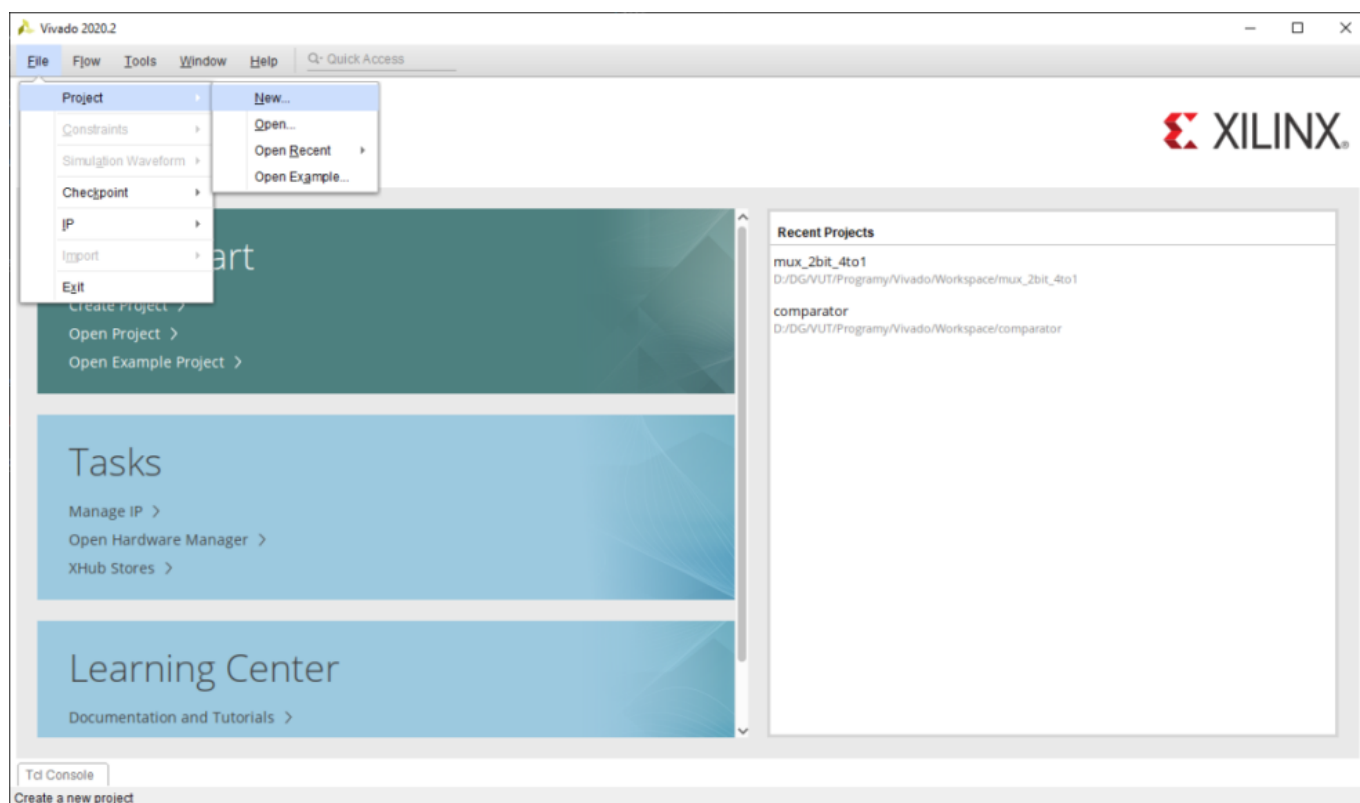 Vivado 2020.2
File Flow Tools Window Help Quick Access
Project
Constraints
Simulation Waveform
Checkpoint
IP
Import
Exit
New...
Open...
Open Recent
Open Example...
XILINX
art
Create Project >
Open Project >
Open Example Project >
Tasks
Manage IP >
Open Hardware Manager >
XHub Stores >
Learning Center
Documentation and Tutorials >
Recent Projects
mux_2bit_4to1
D:/DG/VUT/Programy/Vivado/Workspace/mux_2bit_4to1
comparator
D:/DG/VUT/Programy/Vivado/Workspace/comparator
Tcl Console
Create a new project